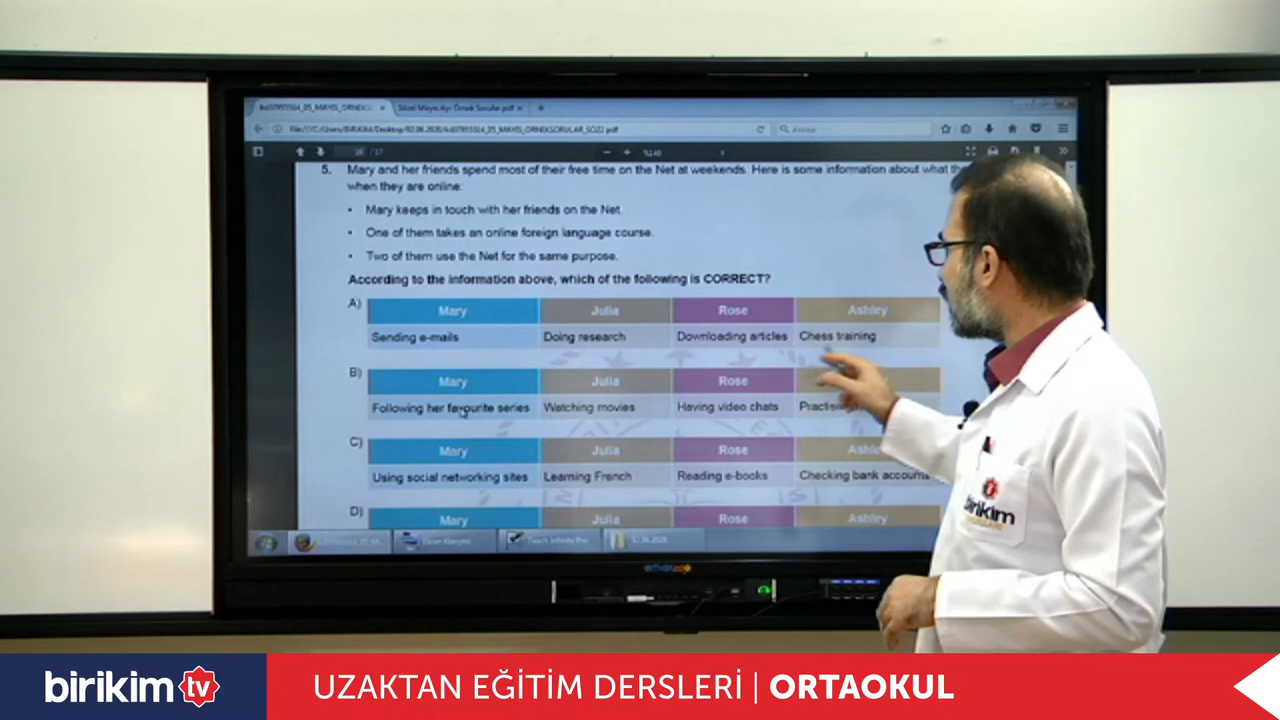 5. Mary and her friends spend most of their free time on the Net at weekends. Here is some information about what
when they are online:
• Mary keeps in touch with her friends on the Net.
• One of them takes an online foreign language course.
• Two of them use the Net for the same purpose.
According to the information above, which of the following is CORRECT?
A) Mary Julia Rose Ashley
Sending e-mails Doing research Downloading articles Chess training
B) Mary Julia Rose
Following her favourite series Watching movies Having video chats
C) Mary Julia Rose Ashley
Using social networking sites Learning French Reading e-books Checking bank accounts
D) Mary Julia Rose Ashley
birikim
birikim tv UZAKTAN EĞİTİM DERSLERİ | ORTAOKUL